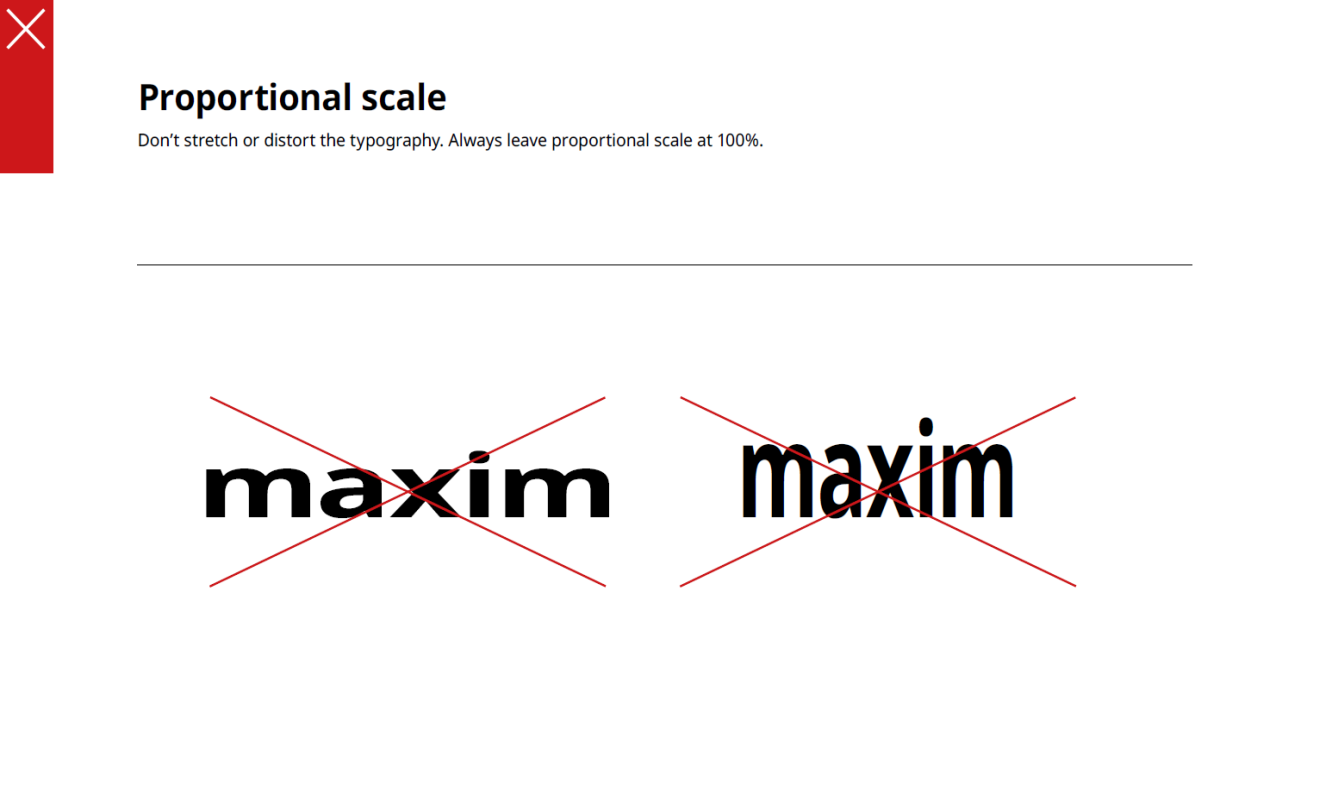 Proportional scale
Don’t stretch or distort the typography. Always leave proportional scale at 100%.
maxim maxim